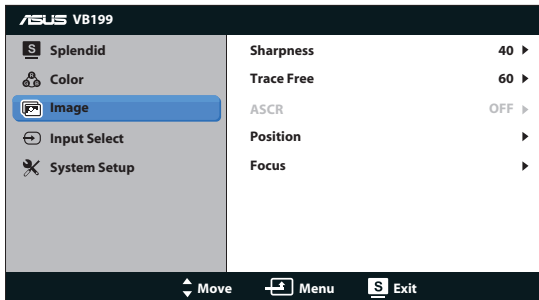 ASUS VB199
S Splendid
Color
Image
Input Select
System Setup
Sharpness 40
Trace Free 60
ASCR OFF
Position
Focus
Move Menu S Exit